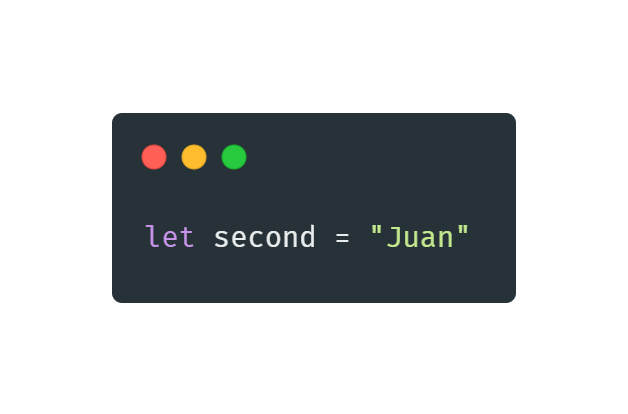 let second = "Juan"